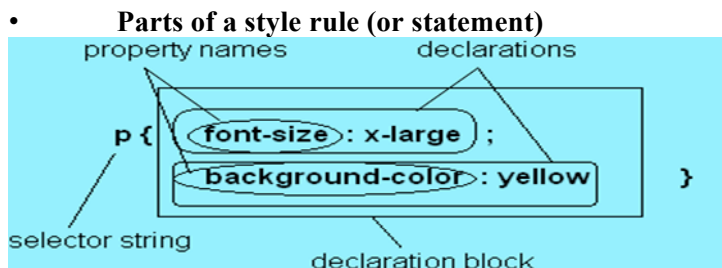 • Parts of a style rule (or statement)
property names declarations
p { font-size : x-large ;
background-color : yellow }
selector string
declaration block